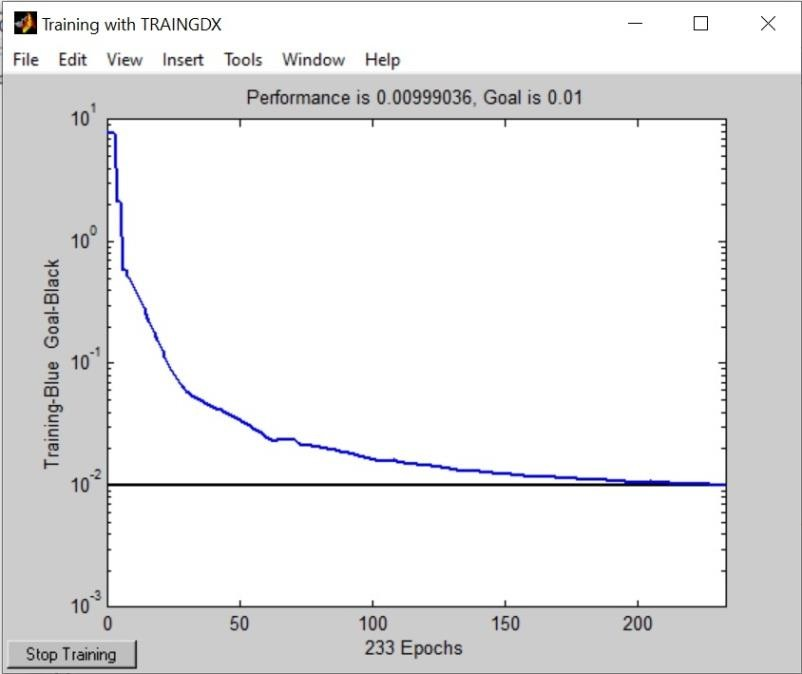 Training with TRAINGDX
File Edit View Insert Tools Window Help
Performance is 0.00999036, Goal is 0.01
Training-Blue Goal-Black
10^1
10^0
10^-1
10^-2
10^-3
0 50 100 150 200
233 Epochs
Stop Training